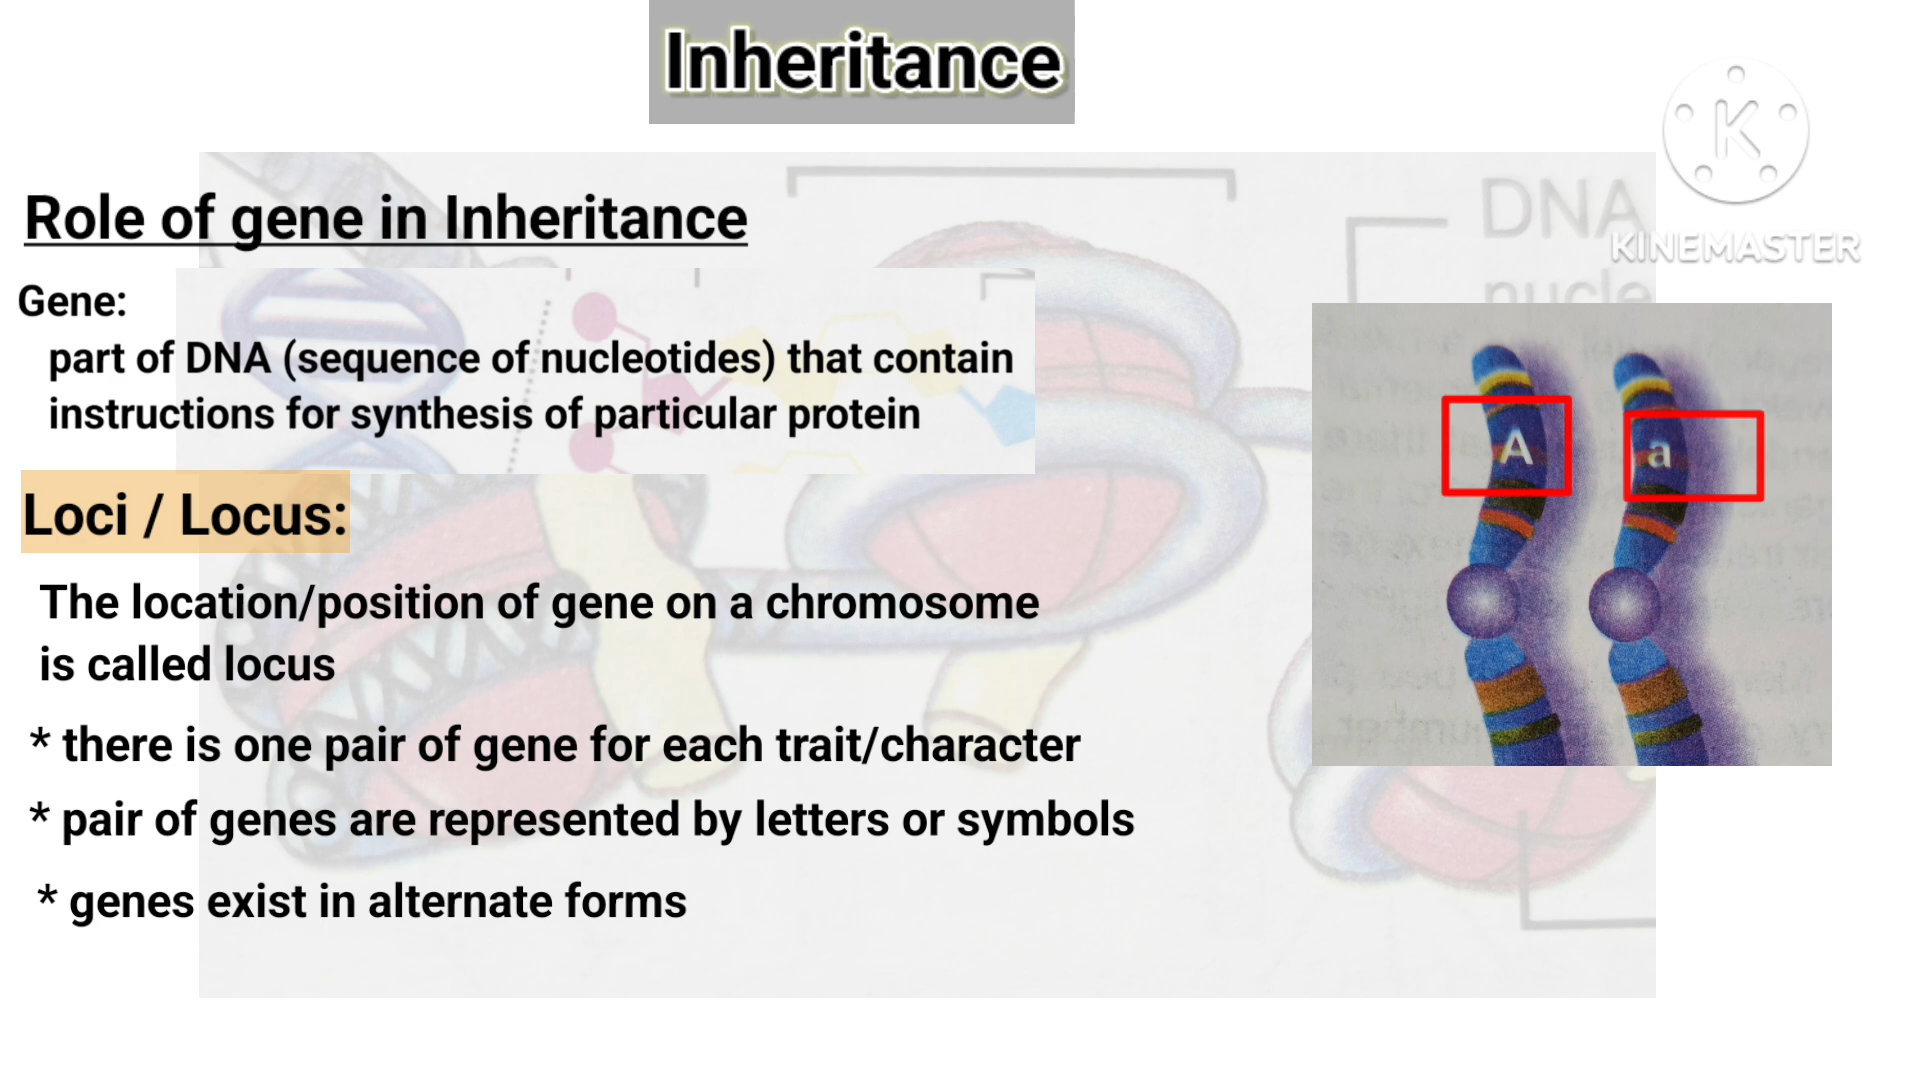 Inheritance
K
KINEMASTER
DNA
Role of gene in Inheritance
Gene:
part of DNA (sequence of nucleotides) that contain
instructions for synthesis of particular protein
A
a
Loci / Locus:
The location/position of gene on a chromosome
is called locus
* there is one pair of gene for each trait/character
* pair of genes are represented by letters or symbols
* genes exist in alternate forms